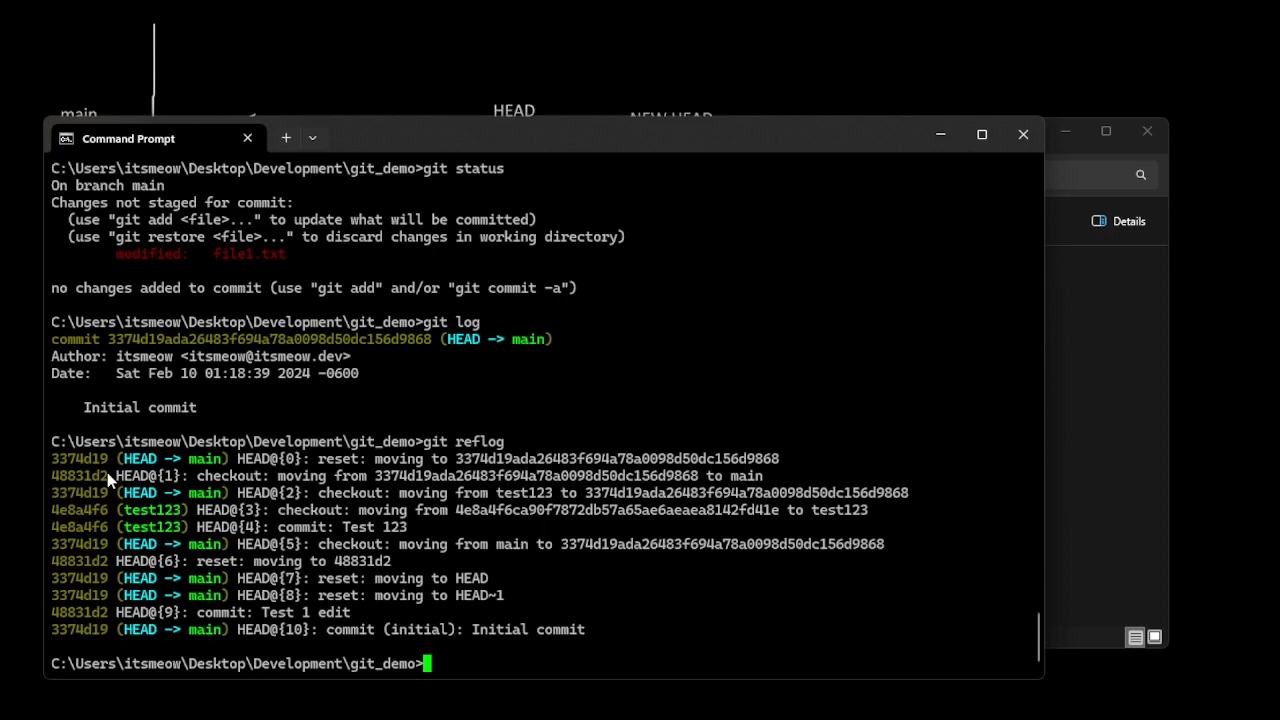 main
HEAD
NEW HEAD
Command Prompt
Details
C:\Users\itsmeow\Desktop\Development\git_demo>git status
On branch main
Changes not staged for commit:
  (use "git add <file>..." to update what will be committed)
  (use "git restore <file>..." to discard changes in working directory)
        modified:   file1.txt
no changes added to commit (use "git add" and/or "git commit -a")
C:\Users\itsmeow\Desktop\Development\git_demo>git log
commit 3374d19ada26483f694a78a0098d50dc156d9868 (HEAD -> main)
Author: itsmeow <itsmeow@itsmeow.dev>
Date:   Sat Feb 10 01:18:39 2024 -0600
    Initial commit
C:\Users\itsmeow\Desktop\Development\git_demo>git reflog
3374d19 (HEAD -> main) HEAD@{0}: reset: moving to 3374d19ada26483f694a78a0098d50dc156d9868
48831d2 HEAD@{1}: checkout: moving from 3374d19ada26483f694a78a0098d50dc156d9868 to main
3374d19 (HEAD -> main) HEAD@{2}: checkout: moving from test123 to 3374d19ada26483f694a78a0098d50dc156d9868
4e8a4f6 (test123) HEAD@{3}: checkout: moving from 4e8a4f6ca90f7872db57a65ae6aeaea8142fd41e to test123
4e8a4f6 (test123) HEAD@{4}: commit: Test 123
3374d19 (HEAD -> main) HEAD@{5}: checkout: moving from main to 3374d19ada26483f694a78a0098d50dc156d9868
48831d2 HEAD@{6}: reset: moving to 48831d2
3374d19 (HEAD -> main) HEAD@{7}: reset: moving to HEAD
3374d19 (HEAD -> main) HEAD@{8}: reset: moving to HEAD~1
48831d2 HEAD@{9}: commit: Test 1 edit
3374d19 (HEAD -> main) HEAD@{10}: commit (initial): Initial commit
C:\Users\itsmeow\Desktop\Development\git_demo>